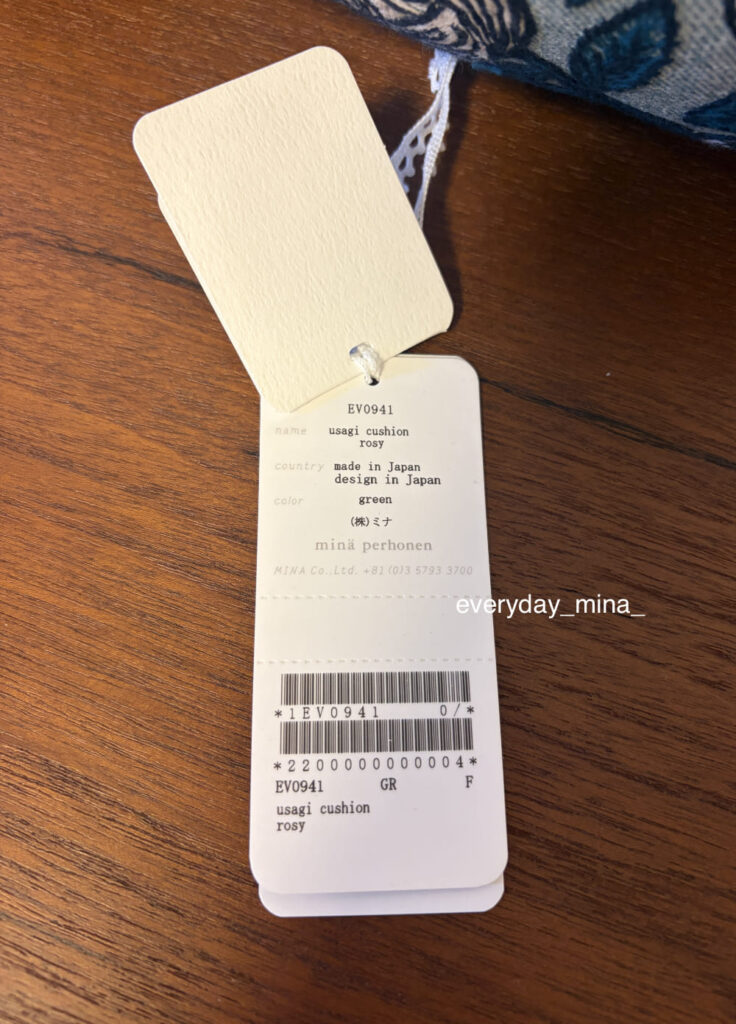 EV0941
name usagi cushion
rosy
country made in Japan
design in Japan
color green
(株)ミナ
minä perhonen
MINA Co.,Ltd. +81(0)3 5793 3700
everyday_mina_
*1EV0941 0/*
*2200000000004*
EV0941 GR F
usagi cushion
rosy